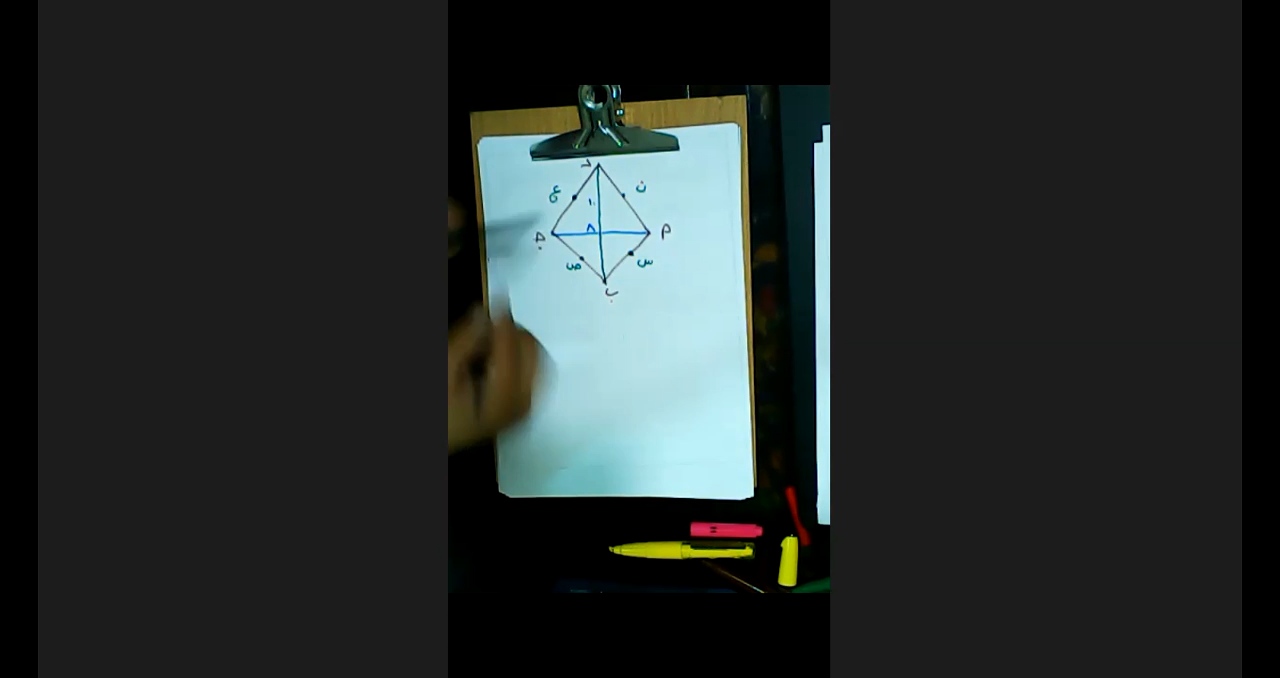 د
ن
ع
١٠
٨
م
ج
س
ص
ب